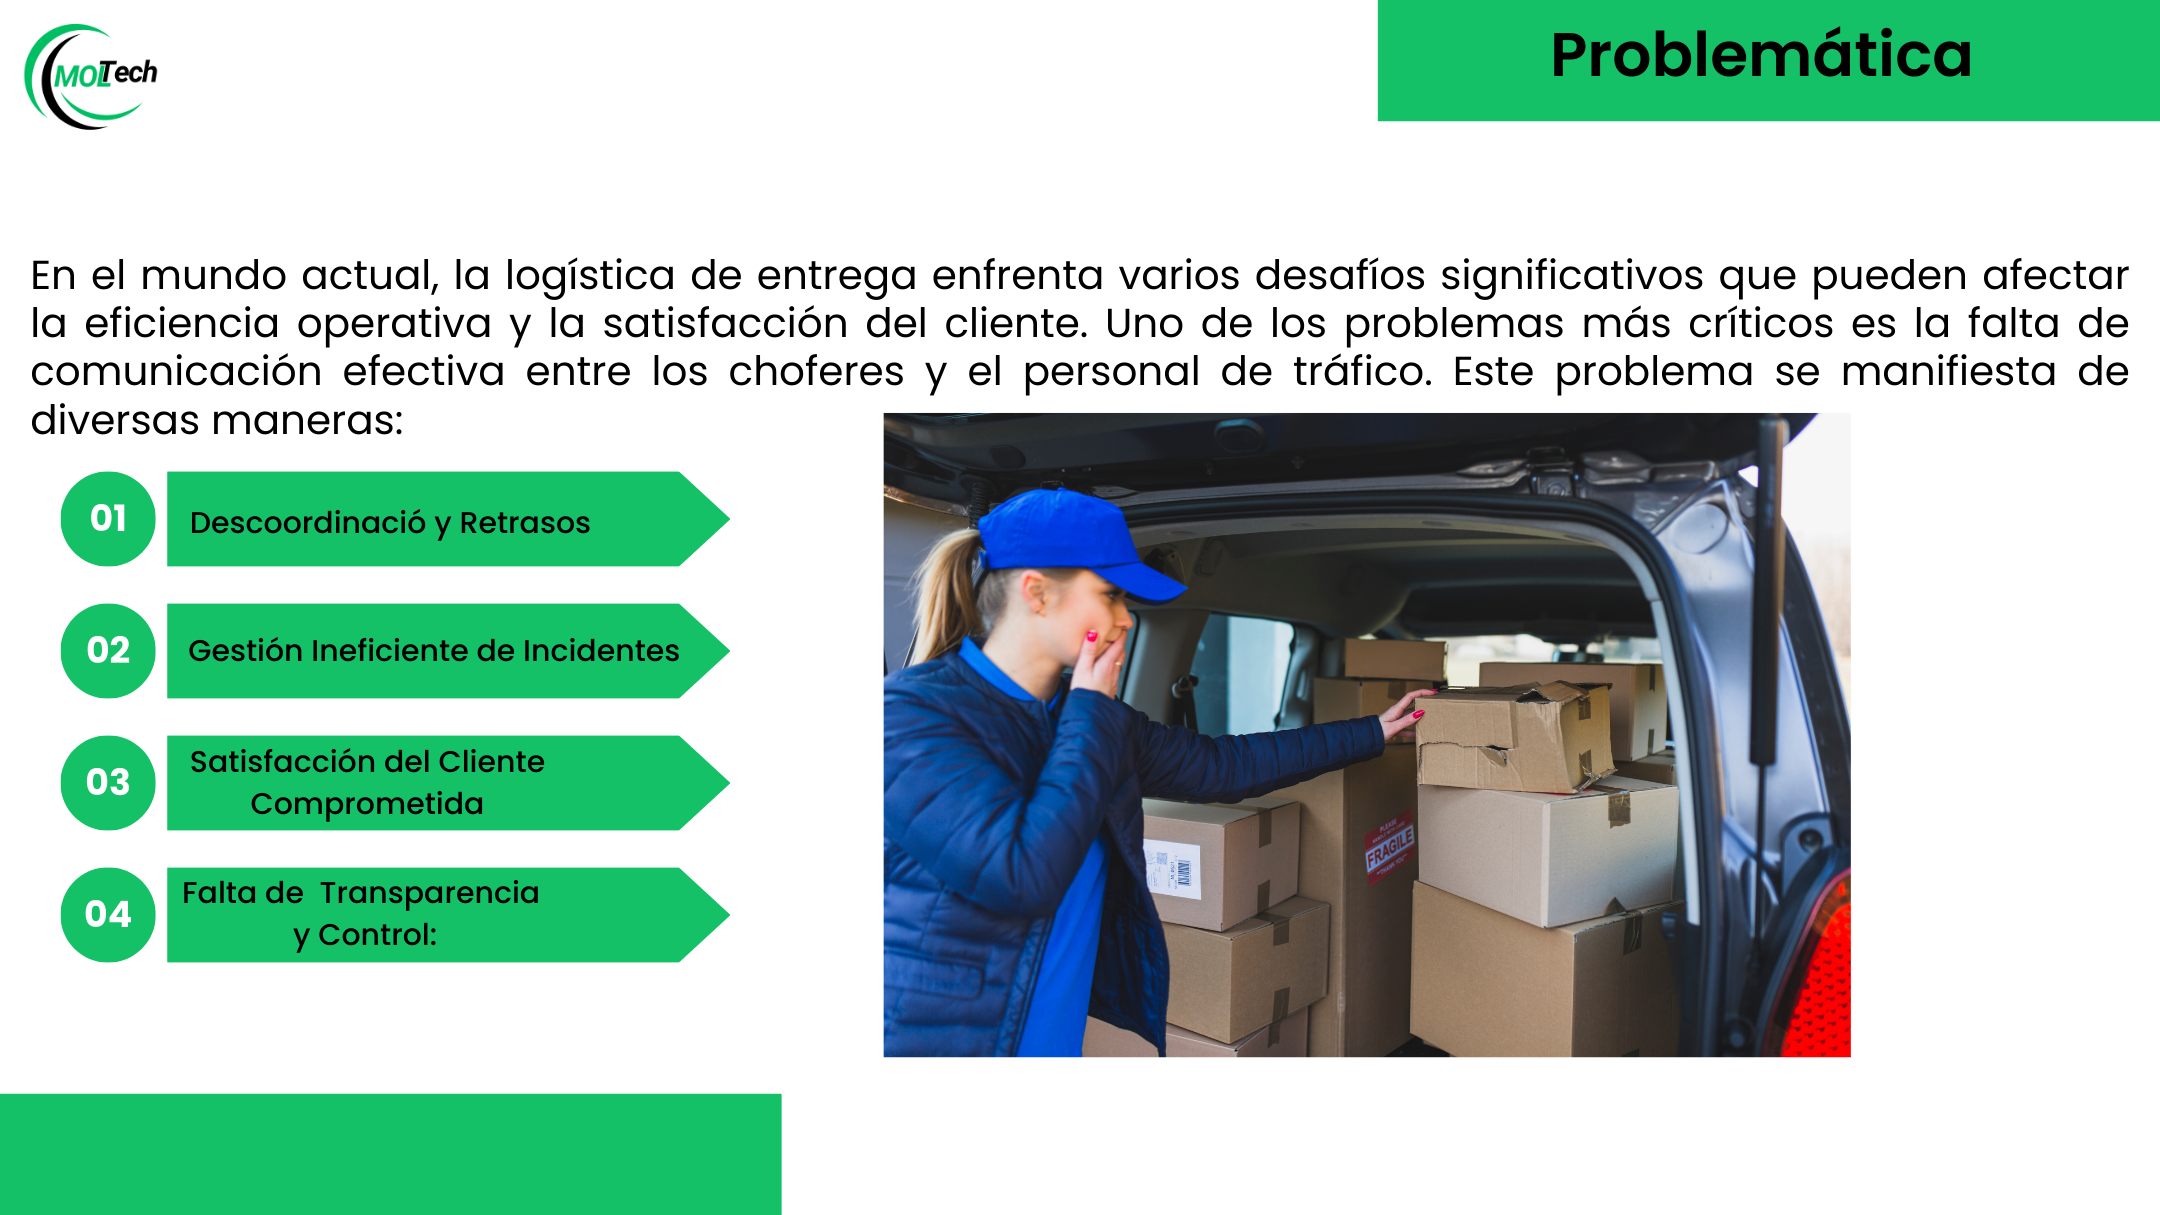 MOLTech
Problemática
En el mundo actual, la logística de entrega enfrenta varios desafíos significativos que pueden afectar
la eficiencia operativa y la satisfacción del cliente. Uno de los problemas más críticos es la falta de
comunicación efectiva entre los choferes y el personal de tráfico. Este problema se manifiesta de
diversas maneras:
01
Descoordinació y Retrasos
02
Gestión Ineficiente de Incidentes
03
Satisfacción del Cliente
Comprometida
04
Falta de  Transparencia
y Control:
PLEASE
FRAGILE
THANK YOU